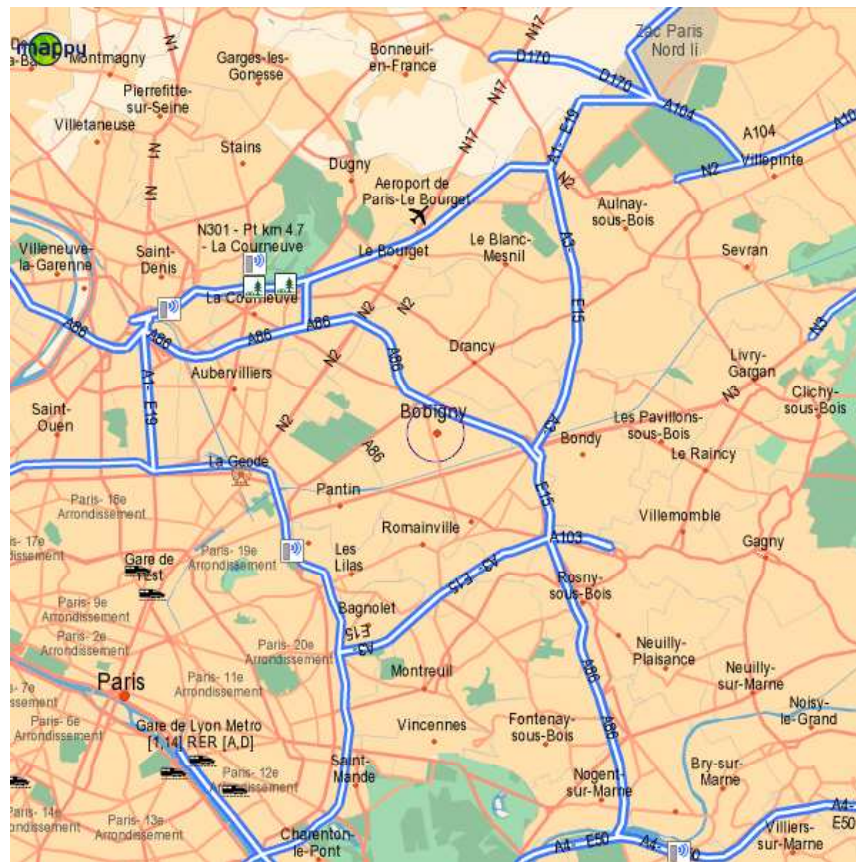 mappy
Montmagny
N1
Garges-les-
Gonesse
Bonneuil-
en-France
N17
D170
D170
Zac Paris
Nord Ii
Pierrefitte-
sur-Seine
Villetaneuse
N1
N1
Stains
Dugny
N17
A1- E19
A104
A104
Villepinte
N2
N2
Aeroport de
Paris-Le Bourget
Aulnay-
sous-Bois
N301 - Pt km 4.7
- La Courneuve
Villeneuve-
la-Garenne
Saint-
Denis
Le Bourget
Le Blanc-
Mesnil
A3-
E15
Sevran
La Courneuve
A86
A86
A86
A86
N2
N2
N2
A86
Drancy
N3
Livry-
Gargan
N3
Clichy-
sous-Bois
Aubervilliers
A1- E19
Saint-
Ouen
Bobigny
A3-
Bondy
Les Pavillons-
sous-Bois
Le Raincy
A86
La Geode
Pantin
E15
Paris- 18e
Arrondissement
Romainville
Villemomble
Paris- 17e
Arrondissement
Gare de
l'Est
Paris- 19e
Arrondissement
Les
Lilas
A103
Gagny
A3- E15
Rosny-
sous-Bois
Paris- 9e
Arrondissement
Paris- 2e
Arrondissement
Bagnolet
E15
A3
Paris- 20e
Arrondissement
Neuilly-
Plaisance
Paris- 11e
Arrondissement
Montreuil
Neuilly-
sur-Marne
Paris- 7e
Arrondissement
Paris
Paris- 6e
Arrondissement
A86
A86
Noisy-
le-Grand
Gare de Lyon Metro
[1,14] RER [A,D]
Vincennes
Fontenay-
sous-Bois
Saint-
Mande
Paris- 12e
Arrondissement
Bry-sur-
Marne
Nogent-
sur-Marne
Paris- 14e
Arrondissement
Paris- 13e
Arrondissement
Charenton-
le-Pont
A4- E50
A4-
A4-
E50
Villiers-
sur-Marne